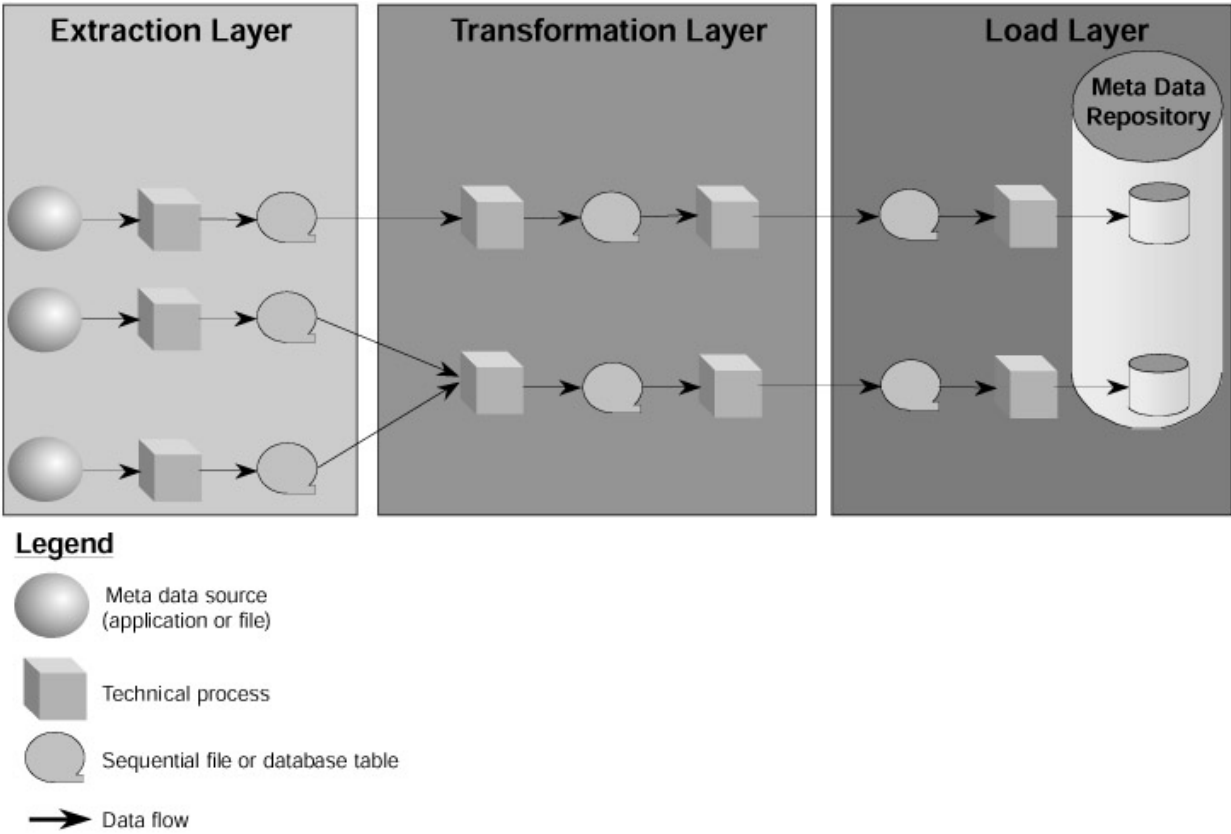 Extraction Layer
Transformation Layer
Load Layer
Meta Data
Repository
Legend
Meta data source
(application or file)
Technical process
Sequential file or database table
Data flow